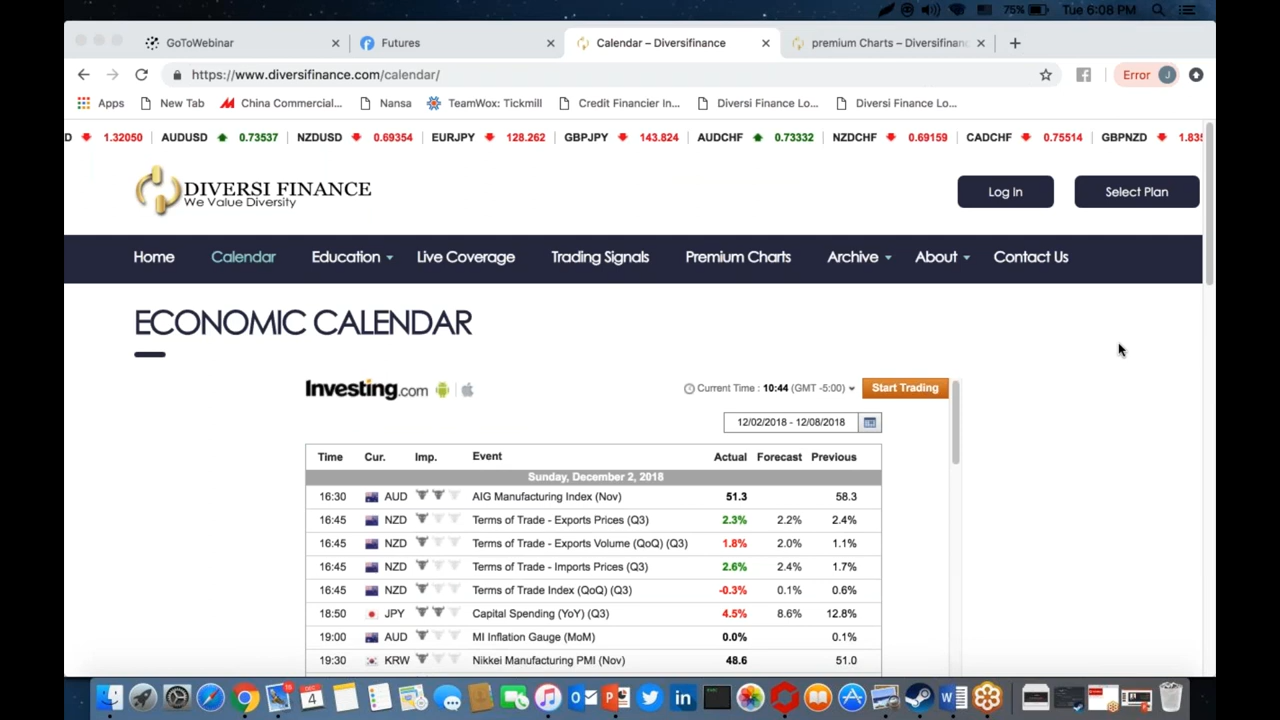 75% Tue 6:08 PM
GoToWebinar Futures Calendar – Diversifinance premium Charts – Diversifinanc
https://www.diversifinance.com/calendar/ Error J
Apps New Tab China Commercial... Nansa TeamWox: Tickmill Credit Financier In... Diversi Finance Lo... Diversi Finance Lo...
D 1.32050 AUDUSD 0.73537 NZDUSD 0.69354 EURJPY 128.262 GBPJPY 143.824 AUDCHF 0.73332 NZDCHF 0.69159 CADCHF 0.75514 GBPNZD 1.835
DIVERSI FINANCE
We Value Diversity
Log In Select Plan
Home Calendar Education Live Coverage Trading Signals Premium Charts Archive About Contact Us
ECONOMIC CALENDAR
Investing.com Current Time : 10:44 (GMT -5:00) Start Trading
12/02/2018 - 12/08/2018
Time Cur. Imp. Event Actual Forecast Previous
Sunday, December 2, 2018
16:30 AUD AIG Manufacturing Index (Nov) 51.3 58.3
16:45 NZD Terms of Trade - Exports Prices (Q3) 2.3% 2.2% 2.4%
16:45 NZD Terms of Trade - Exports Volume (QoQ) (Q3) 1.8% 2.0% 1.1%
16:45 NZD Terms of Trade - Imports Prices (Q3) 2.6% 2.4% 1.7%
16:45 NZD Terms of Trade Index (QoQ) (Q3) -0.3% 0.1% 0.6%
18:50 JPY Capital Spending (YoY) (Q3) 4.5% 8.6% 12.8%
19:00 AUD MI Inflation Gauge (MoM) 0.0% 0.1%
19:30 KRW Nikkei Manufacturing PMI (Nov) 48.6 51.0
DEC 4